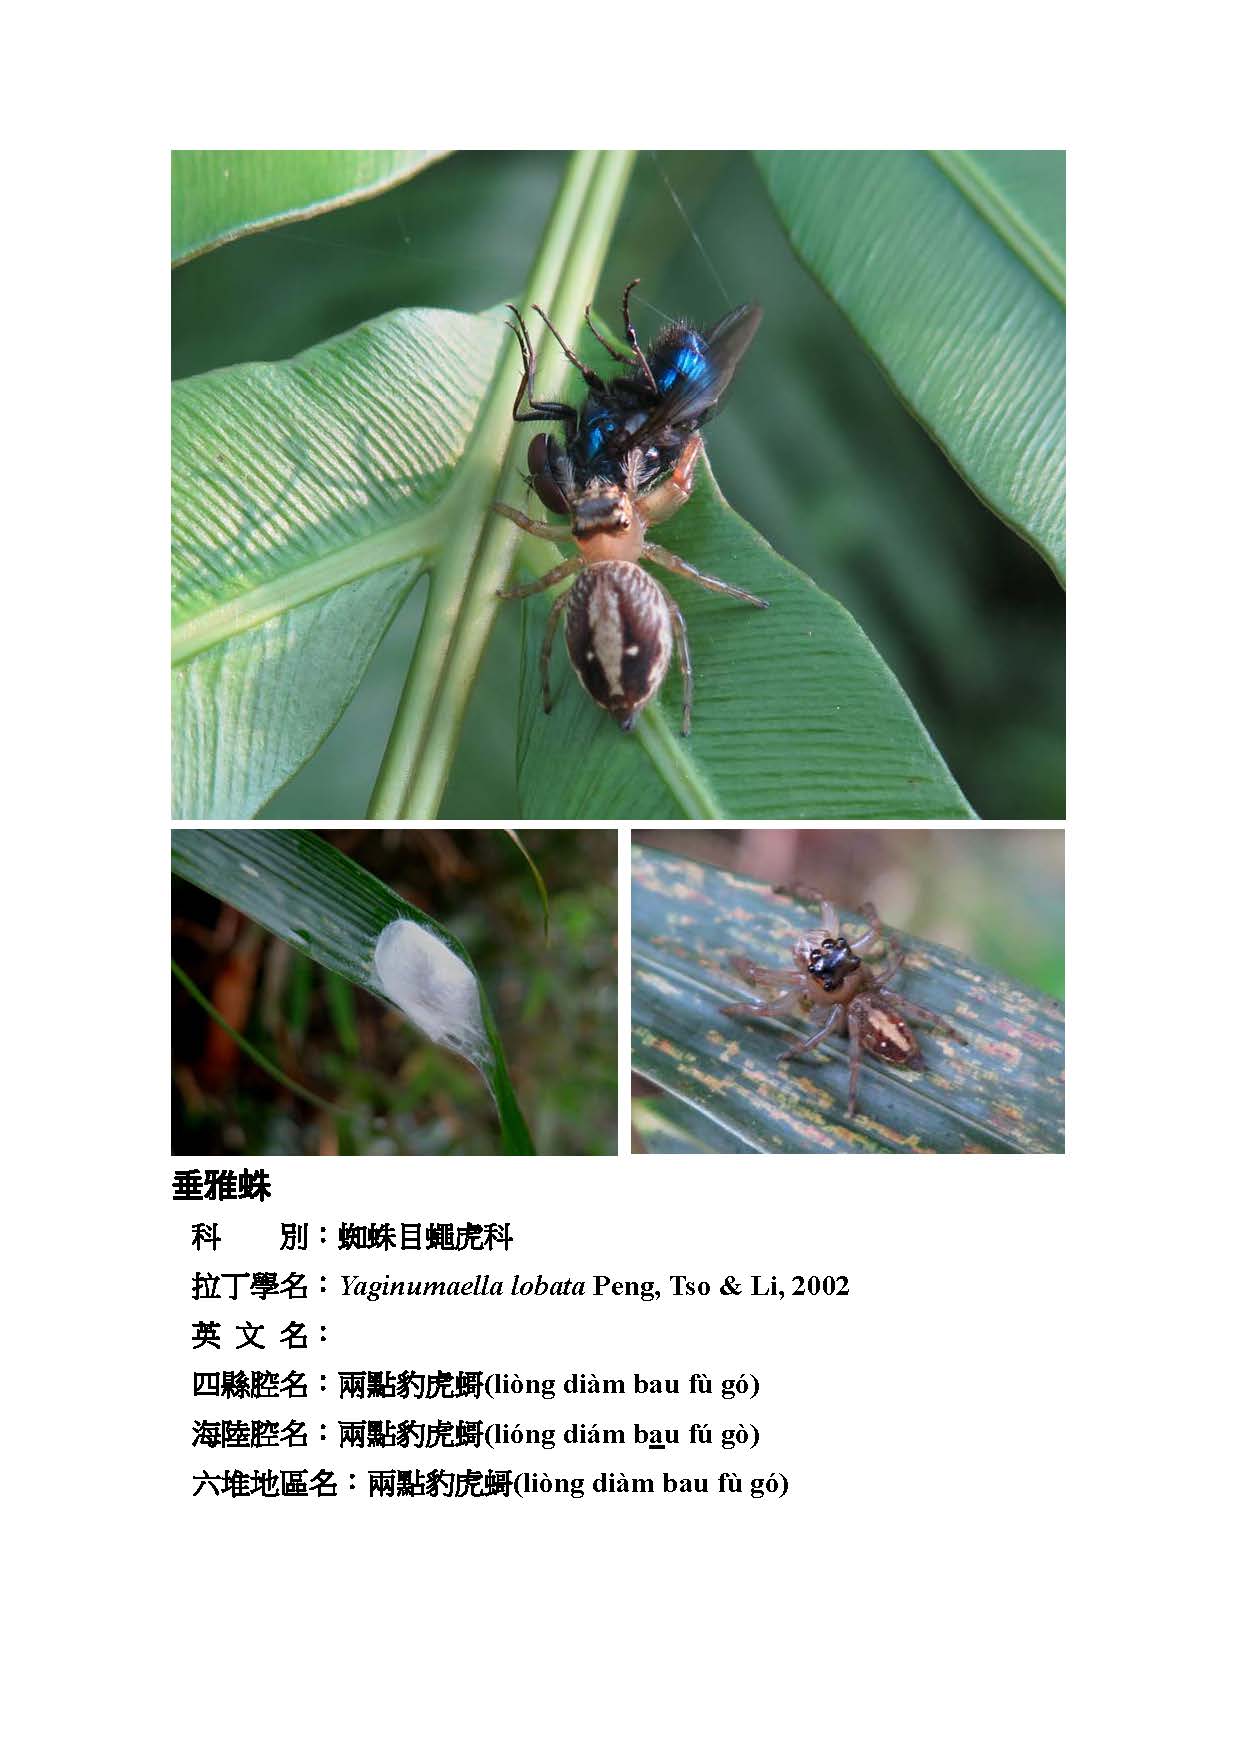 垂雅蛛
科　　別：蜘蛛目蠅虎科
拉丁學名：Yaginumaella lobata Peng, Tso & Li, 2002
英 文 名：
四縣腔名：兩點豹虎蝄(liòng diàm bau fù gó)
海陸腔名：兩點豹虎蝄(lióng diám bau fú gò)
六堆地區名：兩點豹虎蝄(liòng diàm bau fù gó)